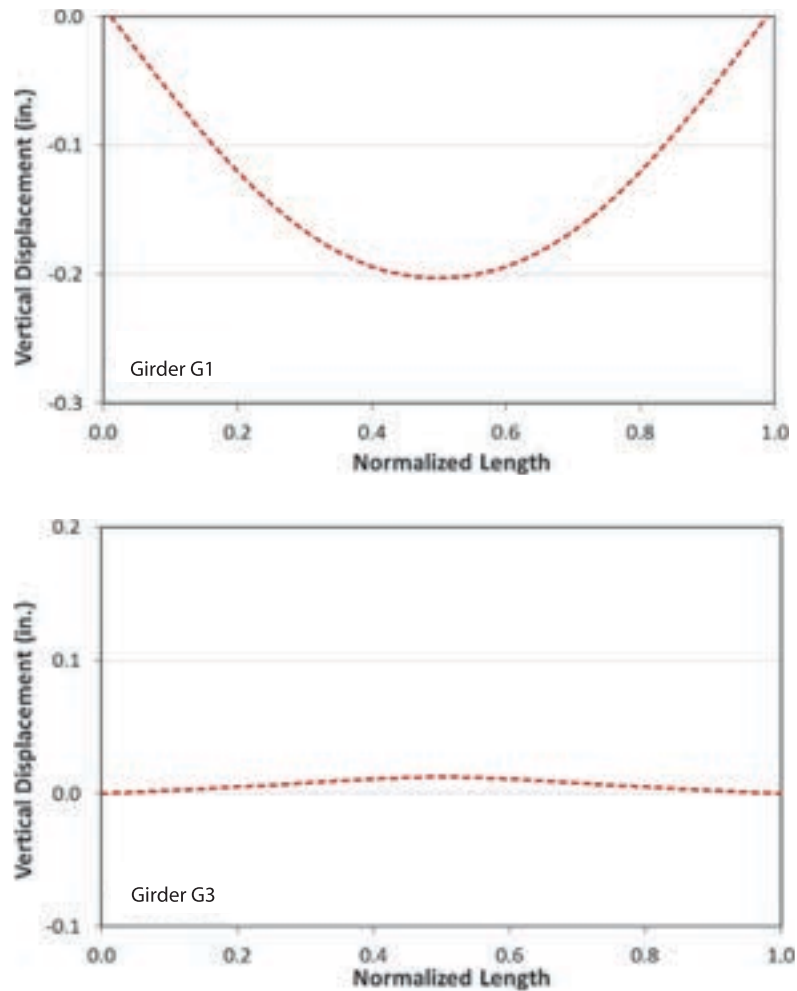 0.0
-0.1
-0.2
-0.3
Vertical Displacement (in.)
Girder G1
0.0 0.2 0.4 0.6 0.8 1.0
Normalized Length
0.2
0.1
0.0
-0.1
Vertical Displacement (in.)
Girder G3
0.0 0.2 0.4 0.6 0.8 1.0
Normalized Length